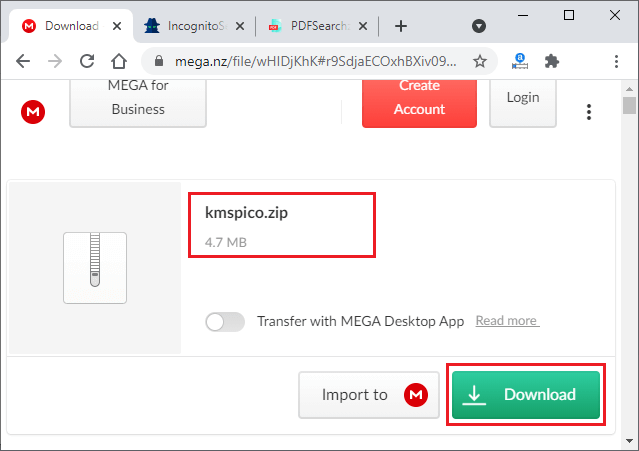 Download
IncognitoS
PDFSearch
mega.nz/file/wHIDjKhK#r9SdjaECOxhBXiv09...
a
MEGA for
Business
Create
Account
Login
M
kmspico.zip
4.7 MB
Transfer with MEGA Desktop App Read more
Import to M
Download